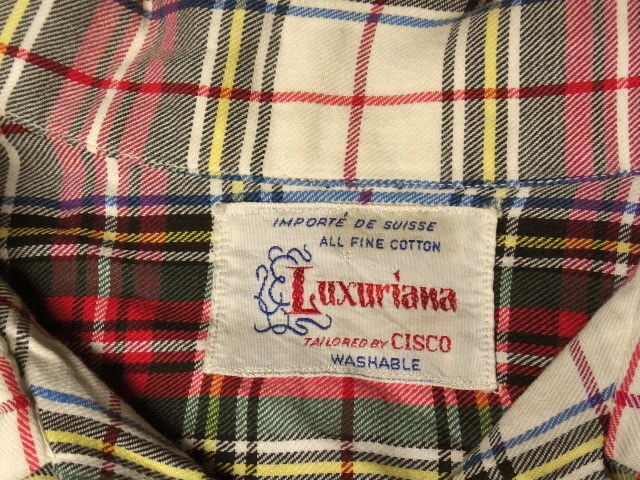 IMPORTÉ DE SUISSE
ALL FINE COTTON
Luxuriana
TAILORED BY CISCO
WASHABLE